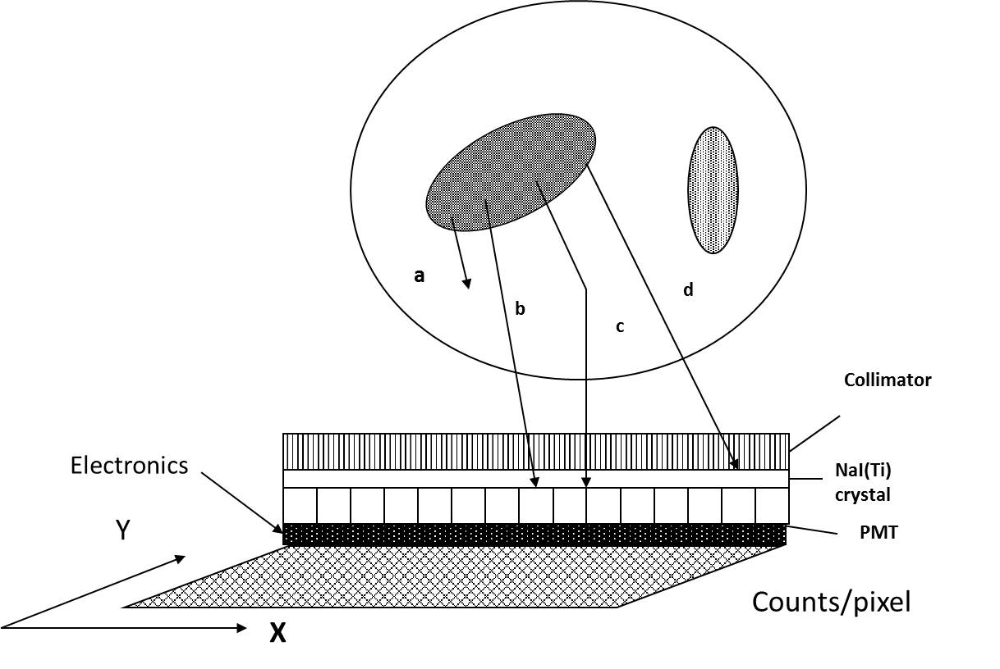 a
b
c
d
Collimator
Electronics
NaI(Ti)
crystal
Y
PMT
Counts/pixel
X